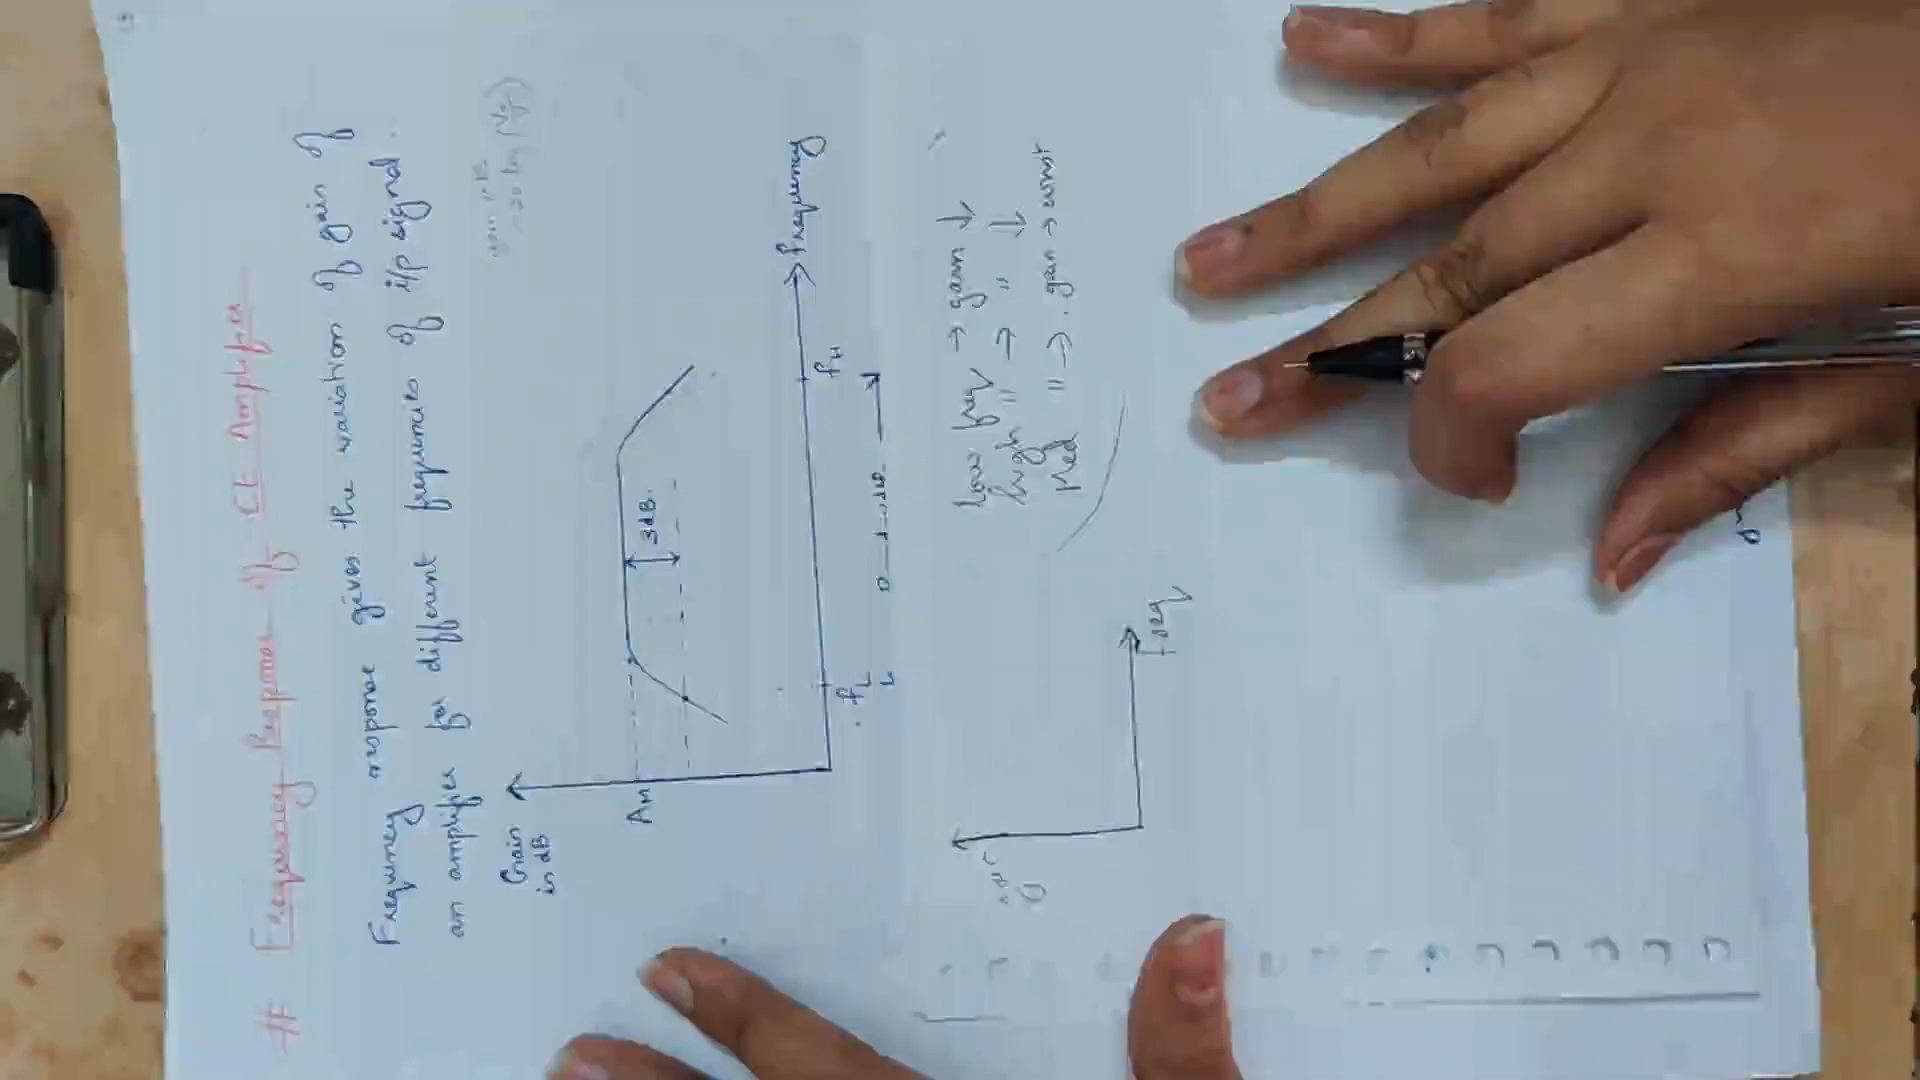 # Frequency Response of CE Amplifier
Frequency response gives the variation of gain of
an amplifier for different frequencies of i/p signal.
Gain
in dB
AM
3dB.
fL
fH
frequency
low freq → gain ↓
high " → " ↓
Med " → gain → const
Freq